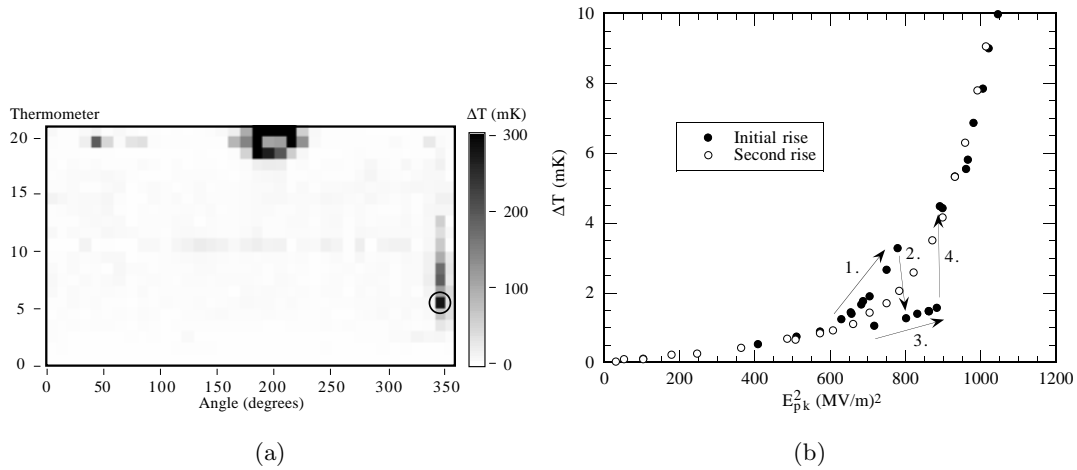 Thermometer
ΔT (mK)
20
15
10
5
0
300
200
100
0
0 50 100 150 200 250 300 350
Angle (degrees)
(a)
10
8
6
4
2
0
ΔT (mK)
Initial rise
Second rise
1.
2.
3.
4.
0 200 400 600 800 1000 1200
E²pk (MV/m)²
(b)